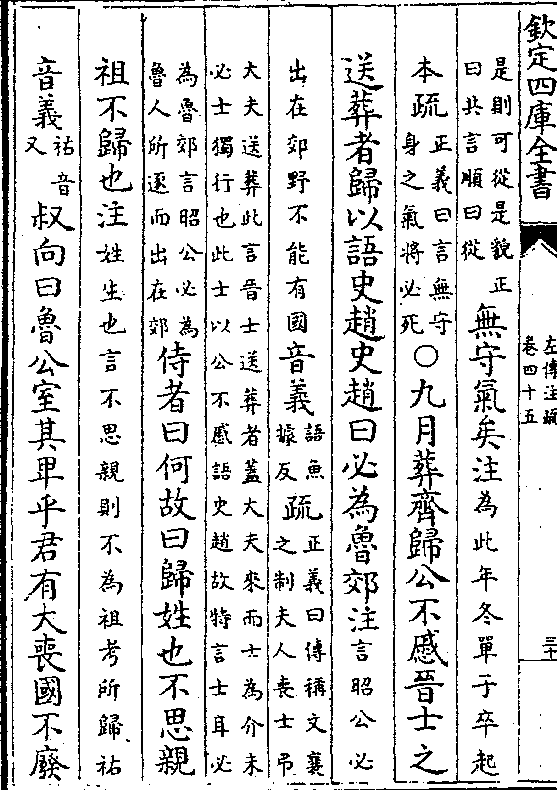 欽定四庫全書
左傳注疏
卷四十五
三十
是則可從是貌正
曰共言順曰從
無守氣矣注為此年冬單子卒起
本疏正義曰言無守
身之氣將必死
○九月葬齊歸公不慼晉士之
送葬者歸以語史趙史趙曰必為魯郊注言昭公必
出在郊野不能有國音義語魚
據反
疏正義曰傳稱文襄
之制夫人喪士弔
大夫送葬此言晉士送葬者蓋大夫來而士為介未
必士獨行也此士以公不慼語史趙故特言士耳必
為魯郊言昭公必為
魯人所逐而出在郊
侍者曰何故曰歸姓也不思親
祖不歸也注姓生也言不思親則不為祖考所歸祐
音義祐音
又
叔向曰魯公室其卑乎君有大喪國不廢